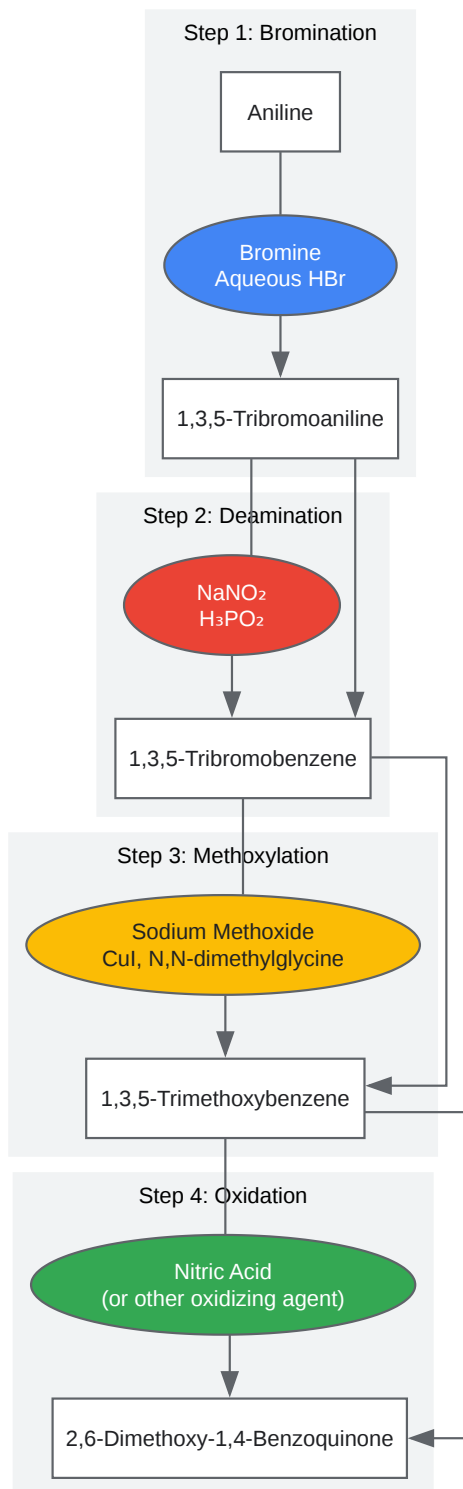 Step 1: Bromination
Aniline
Bromine
Aqueous HBr
1,3,5-Tribromoaniline
Step 2: Deamination
NaNO₂
H₃PO₂
1,3,5-Tribromobenzene
Step 3: Methoxylation
Sodium Methoxide
CuI, N,N-dimethylglycine
1,3,5-Trimethoxybenzene
Step 4: Oxidation
Nitric Acid
(or other oxidizing agent)
2,6-Dimethoxy-1,4-Benzoquinone